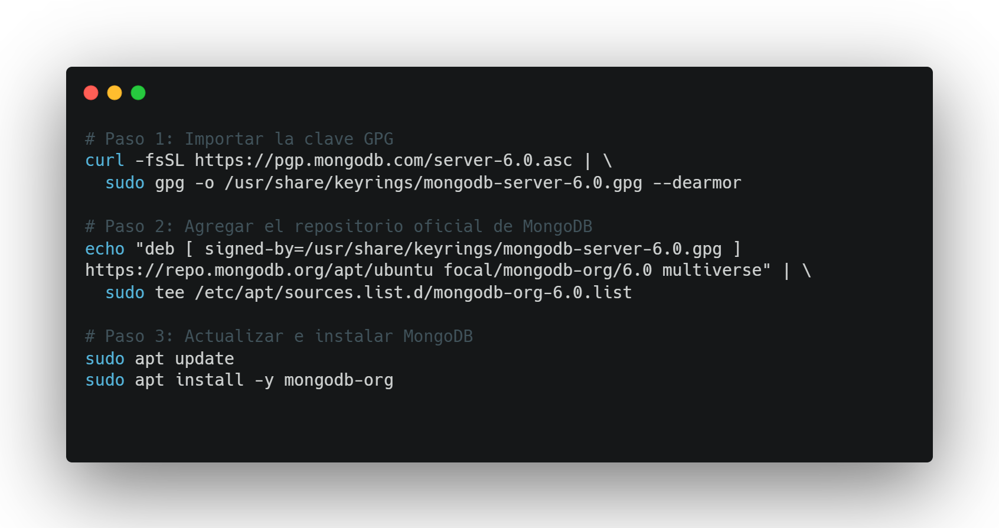 # Paso 1: Importar la clave GPG
curl -fsSL https://pgp.mongodb.com/server-6.0.asc | \
  sudo gpg -o /usr/share/keyrings/mongodb-server-6.0.gpg --dearmor

# Paso 2: Agregar el repositorio oficial de MongoDB
echo "deb [ signed-by=/usr/share/keyrings/mongodb-server-6.0.gpg ]
https://repo.mongodb.org/apt/ubuntu focal/mongodb-org/6.0 multiverse" | \
  sudo tee /etc/apt/sources.list.d/mongodb-org-6.0.list

# Paso 3: Actualizar e instalar MongoDB
sudo apt update
sudo apt install -y mongodb-org